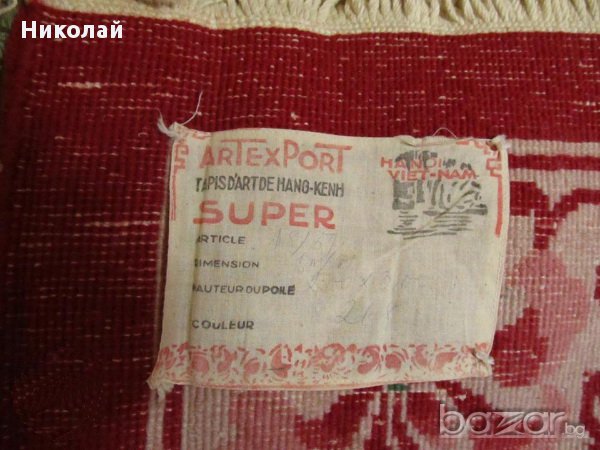 Николай
ARTEXPORT
HANOI
VIET-NAM
TAPIS D'ART DE HANG-KENH
SUPER
ARTICLE
DIMENSION
HAUTEUR DU POILE
COULEUR
bazar.bg